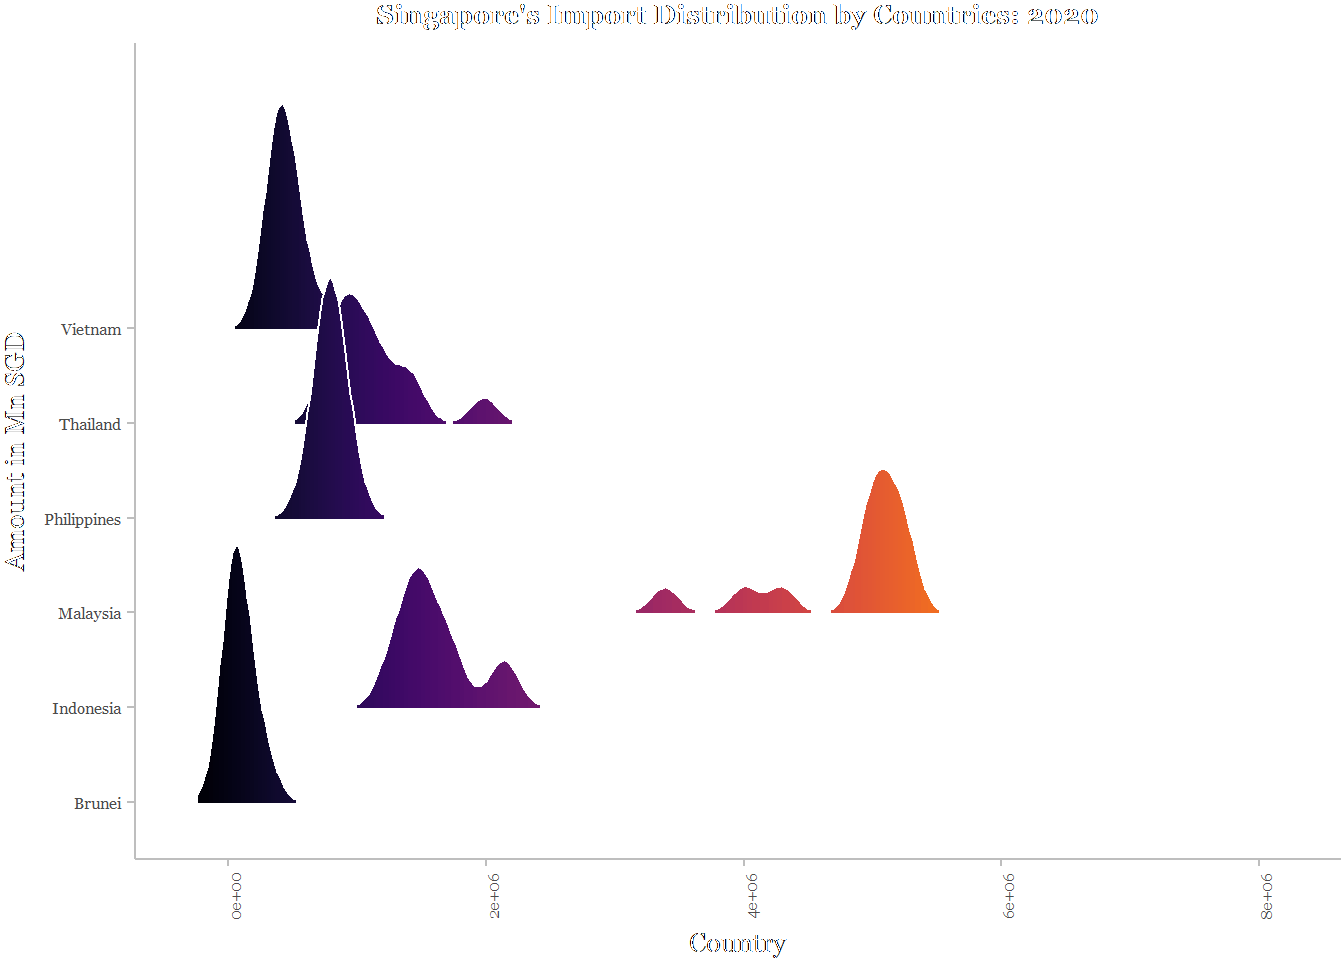 Singapore's Import Distribution by Countries: 2020
Amount in Mn SGD
Vietnam
Thailand
Philippines
Malaysia
Indonesia
Brunei
0e+00
2e+06
4e+06
6e+06
8e+06
Country